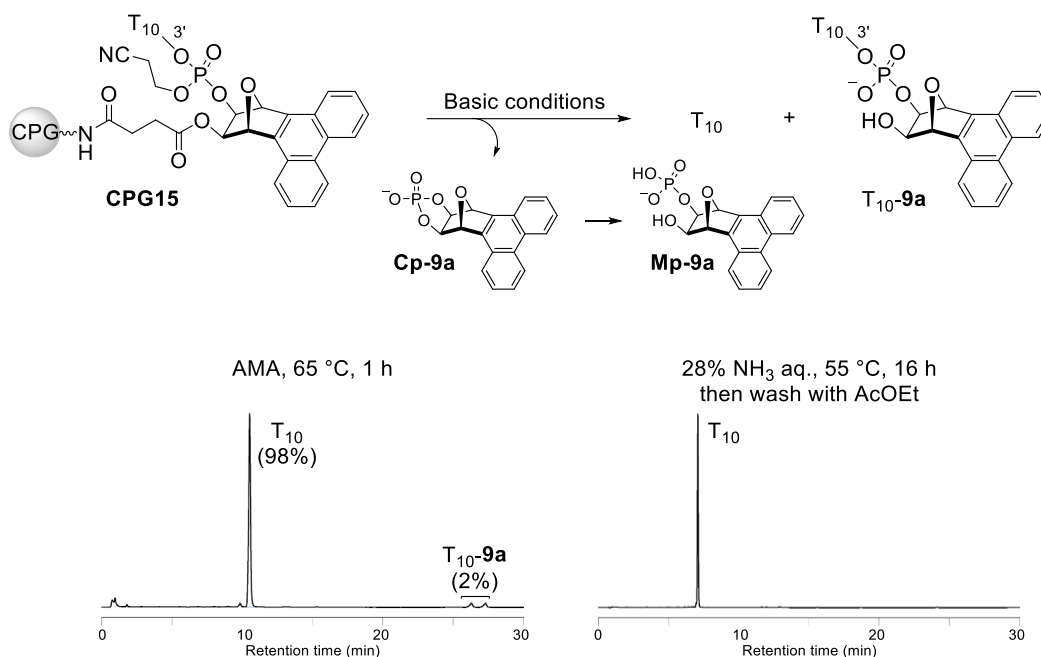 T10 3'
O O
NC P
O O O
O
CPG N
H
O
O
CPG15
Basic conditions
T10 + 
T10 3'
O O
P
− O O O
HO
T10-9a
O O O
− P
O O
Cp-9a
HO O
P
− O O O
HO
Mp-9a
AMA, 65 °C, 1 h
28% NH3 aq., 55 °C, 16 h
then wash with AcOEt
T10
(98%)
T10-9a
(2%)
T10
0 10 20 30
Retention time (min)
0 10 20 30
Retention time (min)